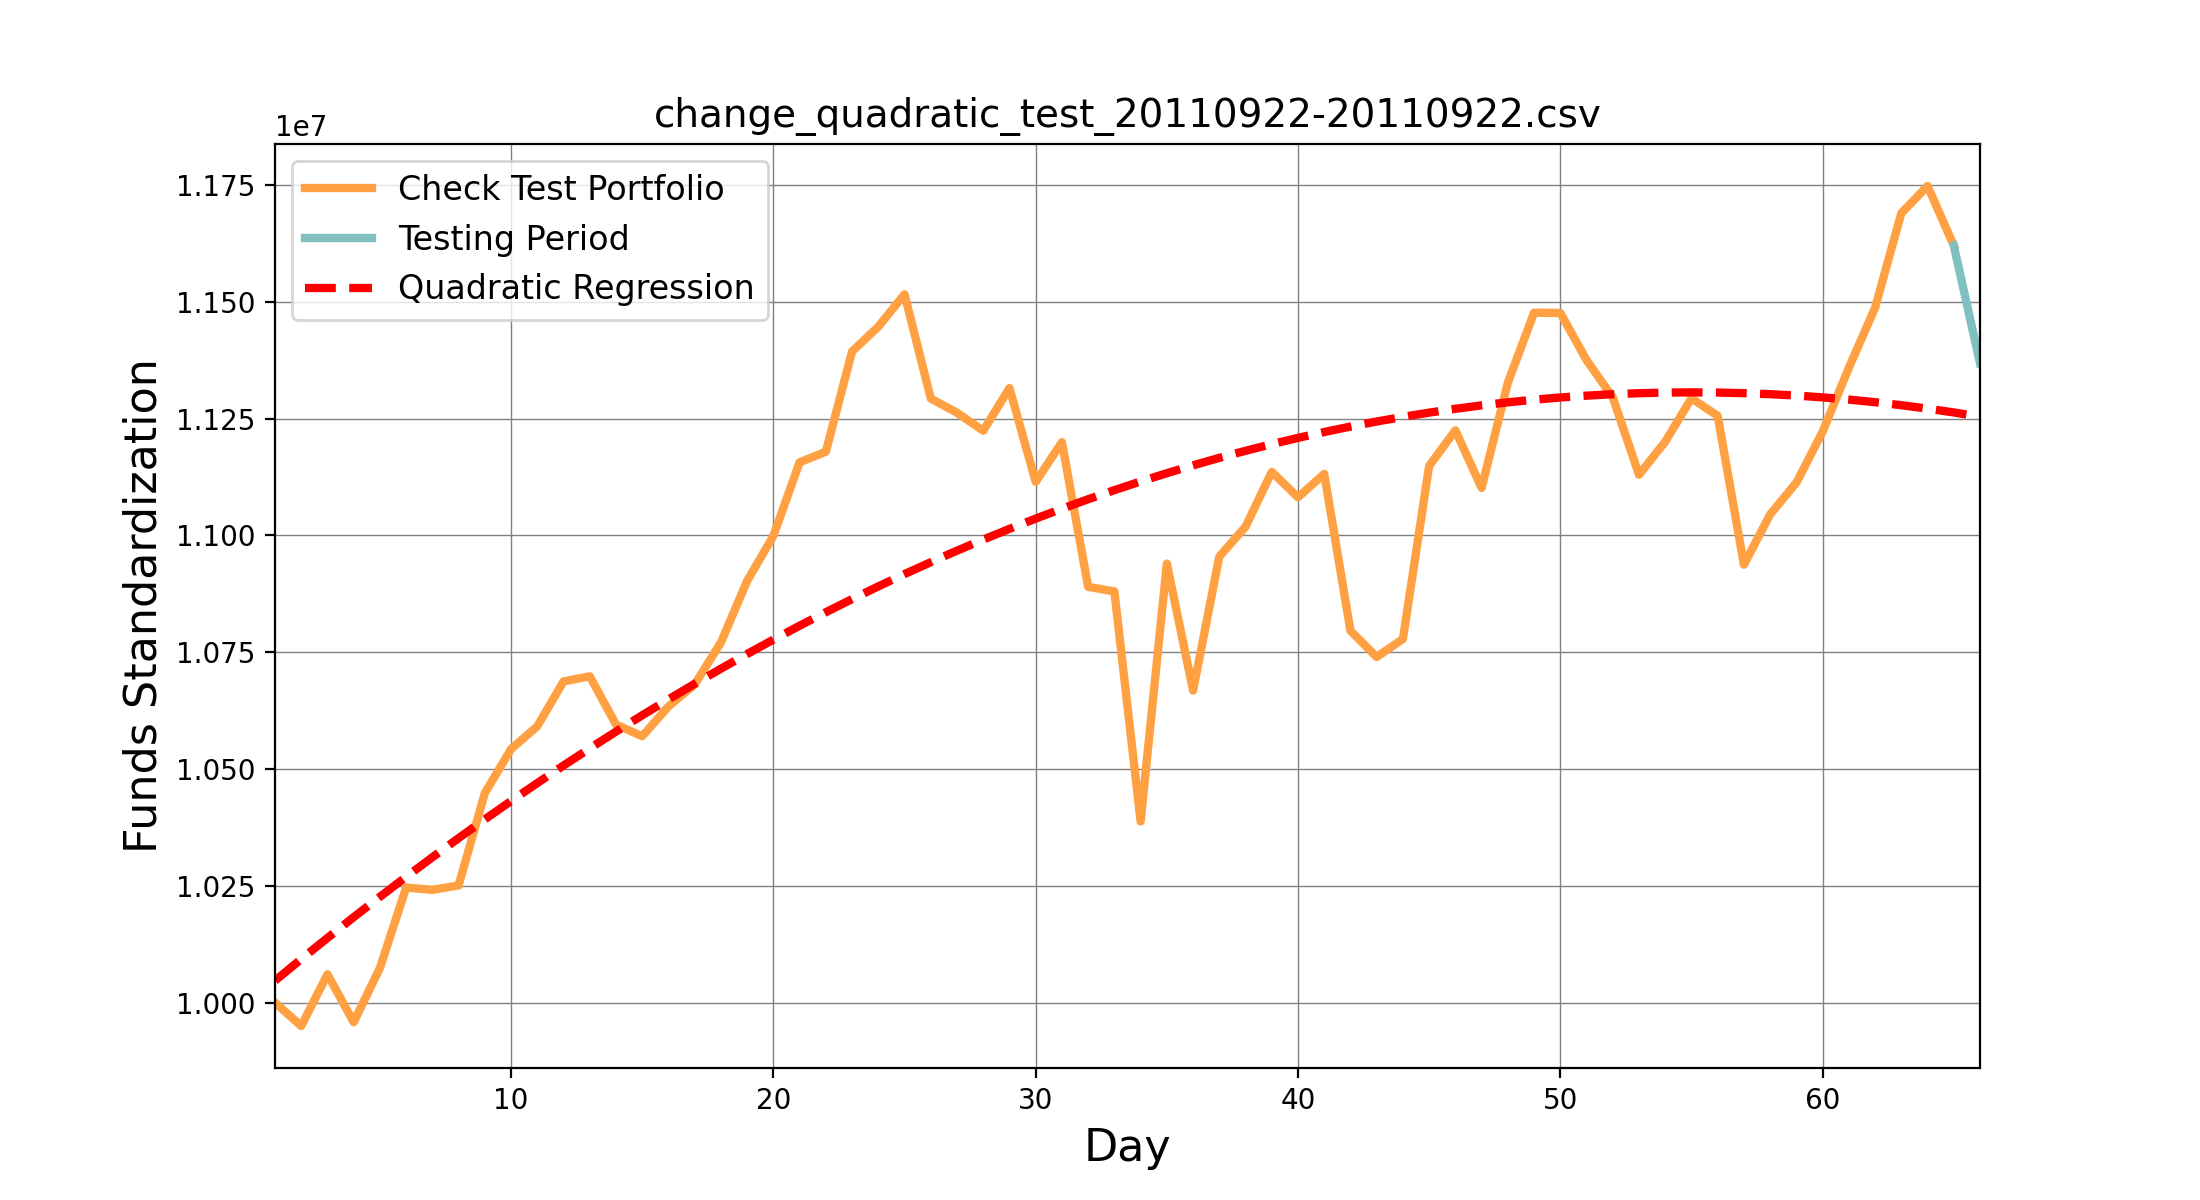 change_quadratic_test_20110922-20110922.csv
1e7
Check Test Portfolio
Testing Period
Quadratic Regression
1.175
1.150
1.125
1.100
1.075
1.050
1.025
1.000
Funds Standardization
10 20 30 40 50 60
Day